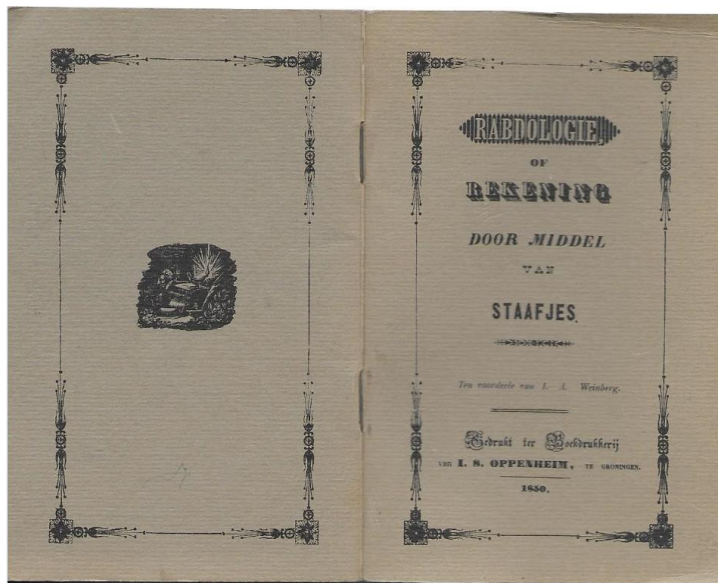 RABDOLOGIE,
OF
REKENING
DOOR MIDDEL
VAN
STAAFJES.
Ten voordeele van I. A. Weinberg.
Gedrukt ter Boekdrukkerij
van I. S. OPPENHEIM, TE GRONINGEN.
1850.